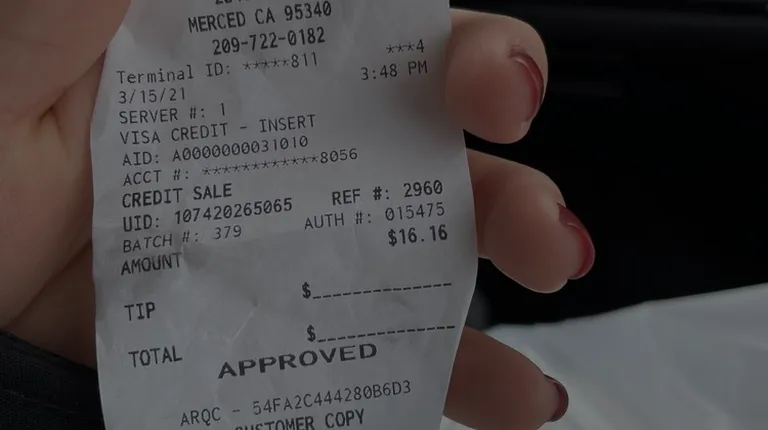 MERCED CA 95340
209-722-0182
Terminal ID: *****811 ***4
3/15/21 3:48 PM
SERVER #: 1
VISA CREDIT - INSERT
AID: A0000000031010
ACCT #: ************8056
CREDIT SALE
UID: 107420265065 REF #: 2960
BATCH #: 379 AUTH #: 015475
AMOUNT $16.16
TIP $_____________
TOTAL $_____________
APPROVED
ARQC - 54FA2C444280B6D3
CUSTOMER COPY